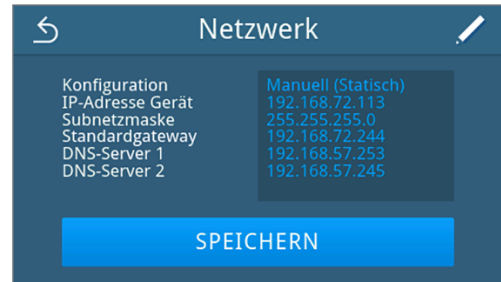 Netzwerk
Konfiguration Manuell (Statisch)
IP-Adresse Gerät 192.168.72.113
Subnetzmaske 255.255.255.0
Standardgateway 192.168.72.244
DNS-Server 1 192.168.57.253
DNS-Server 2 192.168.57.245
SPEICHERN